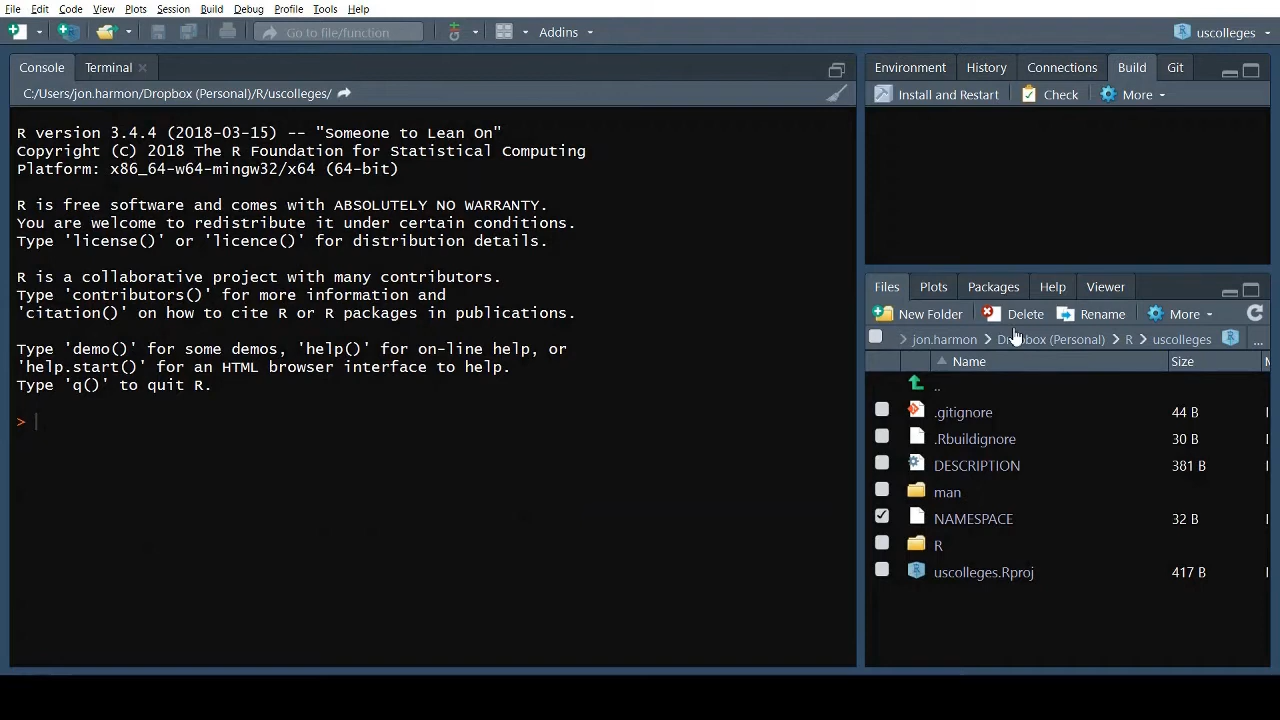 File Edit Code View Plots Session Build Debug Profile Tools Help
Go to file/function Addins uscolleges
Console Terminal
C:/Users/jon.harmon/Dropbox (Personal)/R/uscolleges/
R version 3.4.4 (2018-03-15) -- "Someone to Lean On"
Copyright (C) 2018 The R Foundation for Statistical Computing
Platform: x86_64-w64-mingw32/x64 (64-bit)
R is free software and comes with ABSOLUTELY NO WARRANTY.
You are welcome to redistribute it under certain conditions.
Type 'license()' or 'licence()' for distribution details.
R is a collaborative project with many contributors.
Type 'contributors()' for more information and
'citation()' on how to cite R or R packages in publications.
Type 'demo()' for some demos, 'help()' for on-line help, or
'help.start()' for an HTML browser interface to help.
Type 'q()' to quit R.
>
Environment History Connections Build Git
Install and Restart Check More
Files Plots Packages Help Viewer
New Folder Delete Rename More
jon.harmon > Dropbox (Personal) > R > uscolleges ...
Name Size
..
.gitignore 44 B
.Rbuildignore 30 B
DESCRIPTION 381 B
man
NAMESPACE 32 B
R
uscolleges.Rproj 417 B